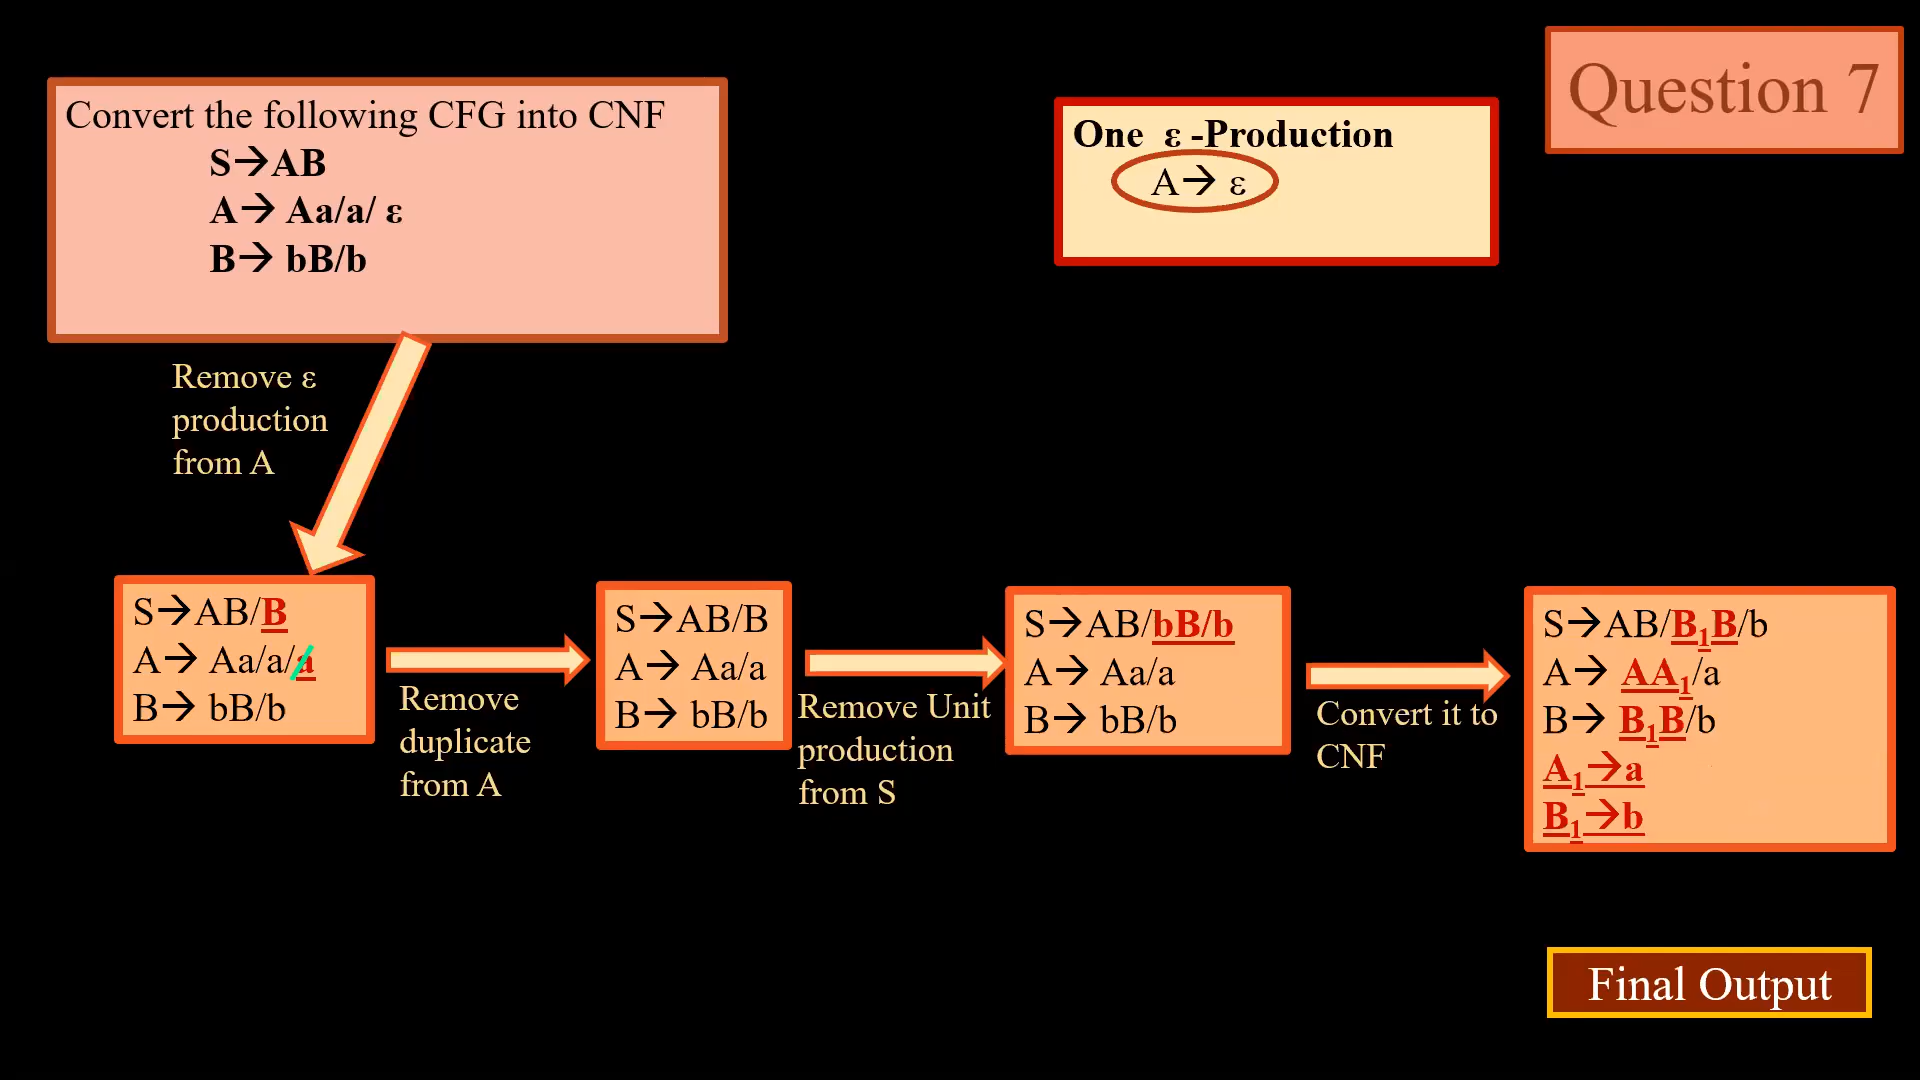 Question 7
Convert the following CFG into CNF
S→AB
A→ Aa/a/ ε
B→ bB/b
One ε -Production
A→ ε
Remove ε
production
from A
S→AB/B
A→ Aa/a/a
B→ bB/b
Remove
duplicate
from A
S→AB/B
A→ Aa/a
B→ bB/b
Remove Unit
production
from S
S→AB/bB/b
A→ Aa/a
B→ bB/b
Convert it to
CNF
S→AB/B₁B/b
A→ AA₁/a
B→ B₁B/b
A₁→a
B₁→b
Final Output